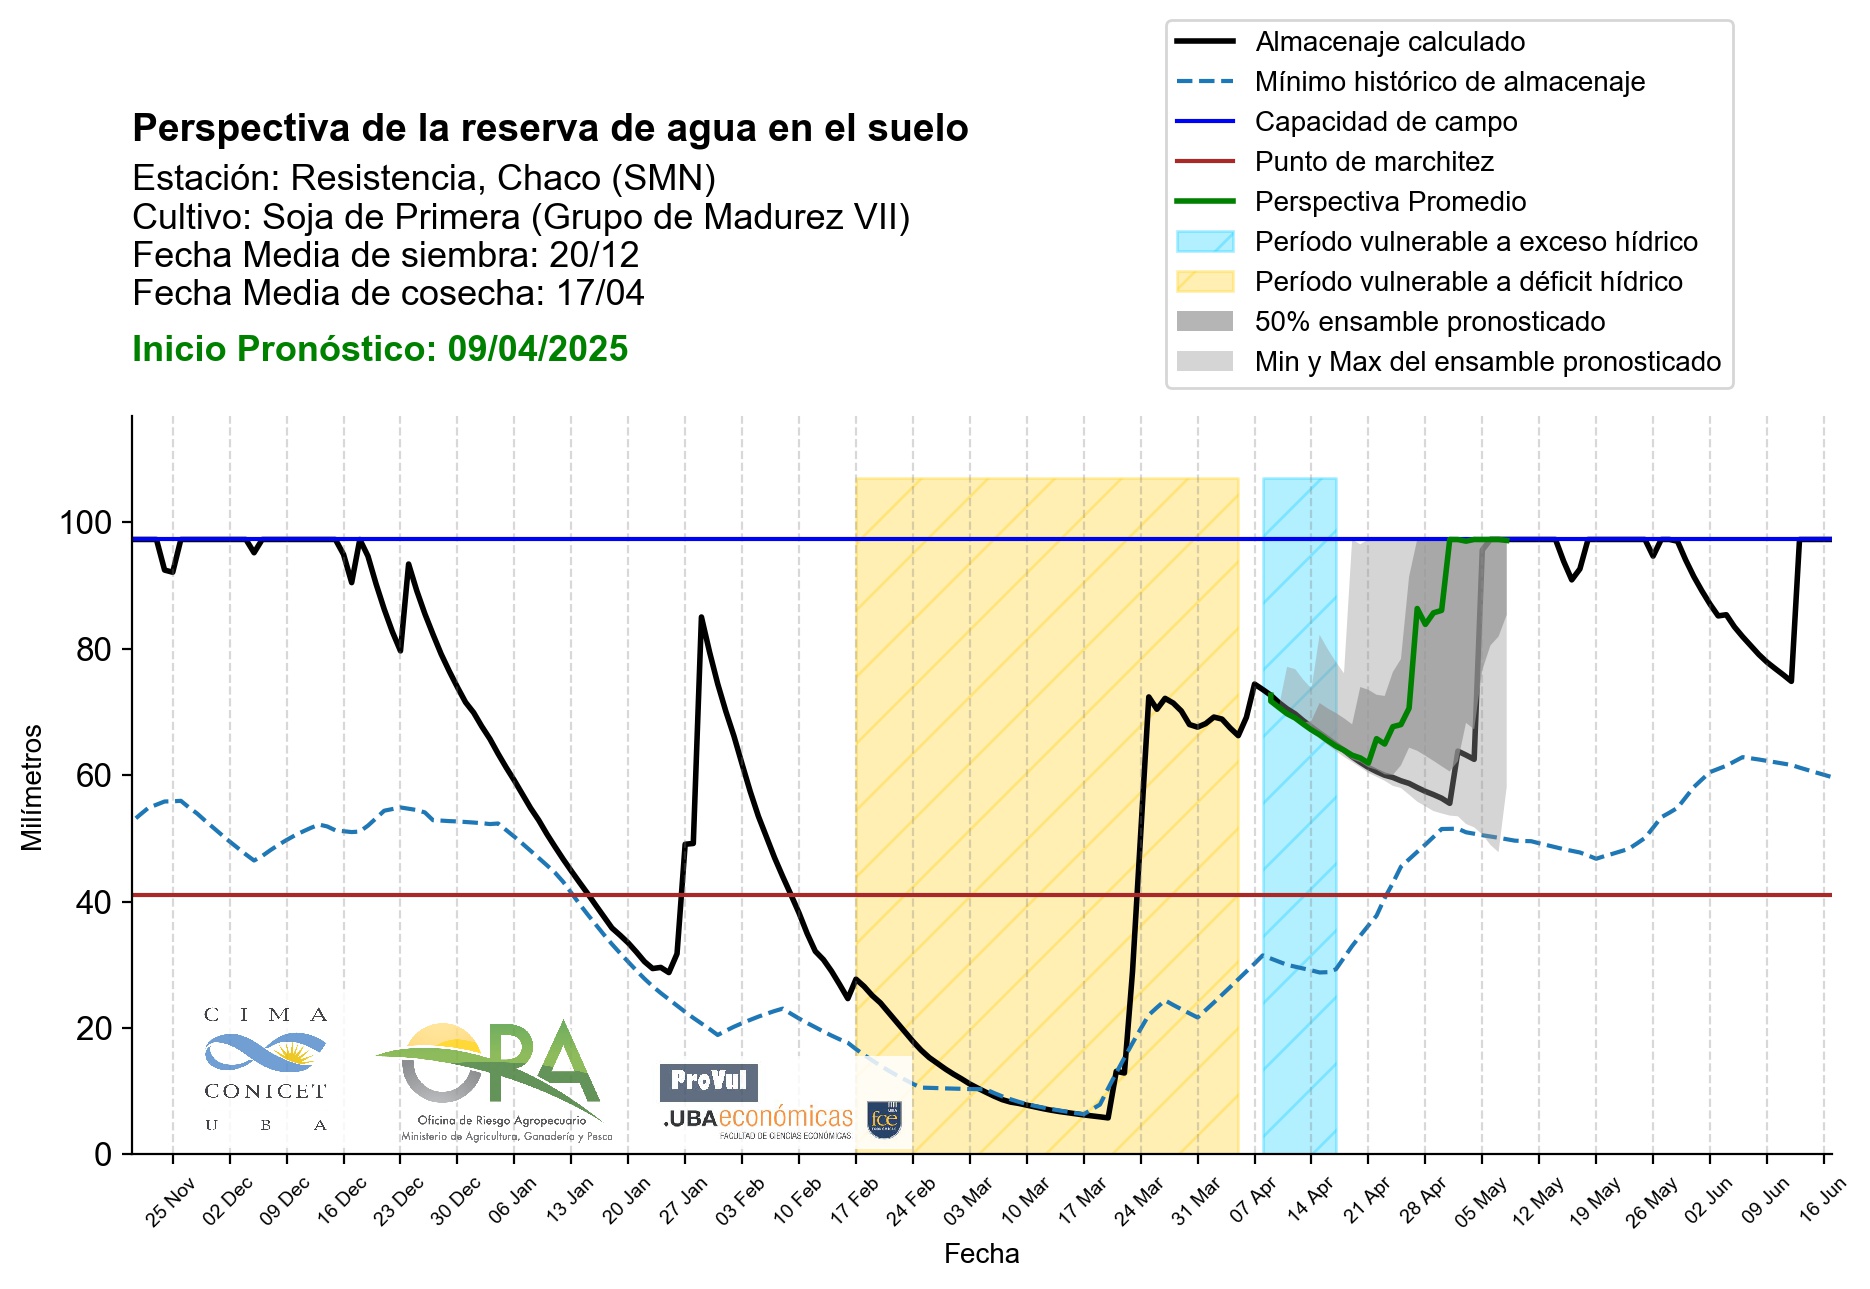 Almacenaje calculado
Mínimo histórico de almacenaje
Capacidad de campo
Punto de marchitez
Perspectiva Promedio
Período vulnerable a exceso hídrico
Período vulnerable a déficit hídrico
50% ensamble pronosticado
Min y Max del ensamble pronosticado
Perspectiva de la reserva de agua en el suelo
Estación: Resistencia, Chaco (SMN)
Cultivo: Soja de Primera (Grupo de Madurez VII)
Fecha Media de siembra: 20/12
Fecha Media de cosecha: 17/04
Inicio Pronóstico: 09/04/2025
Milímetros
100
80
60
40
20
0
CIMA
CONICET
UBA
ORA
Oficina de Riesgo Agropecuario
Ministerio de Agricultura, Ganadería y Pesca
ProVul
.UBAeconómicas
FACULTAD DE CIENCIAS ECONÓMICAS
UBA
fce
ECONÓMICAS
25 Nov
02 Dec
09 Dec
16 Dec
23 Dec
30 Dec
06 Jan
13 Jan
20 Jan
27 Jan
03 Feb
10 Feb
17 Feb
24 Feb
03 Mar
10 Mar
17 Mar
24 Mar
31 Mar
07 Apr
14 Apr
21 Apr
28 Apr
05 May
12 May
19 May
26 May
02 Jun
09 Jun
16 Jun
Fecha